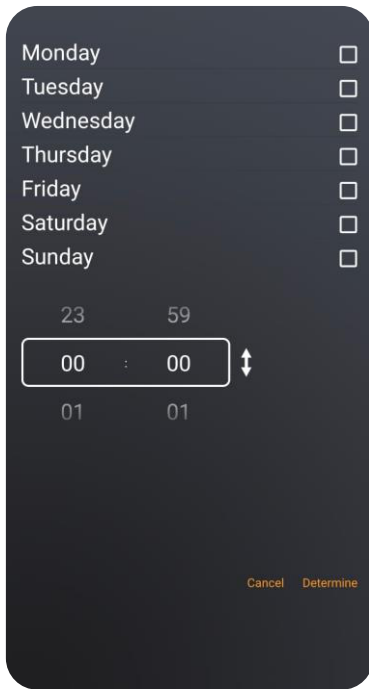 Monday
Tuesday
Wednesday
Thursday
Friday
Saturday
Sunday
23 59
00 : 00
01 01
Cancel Determine